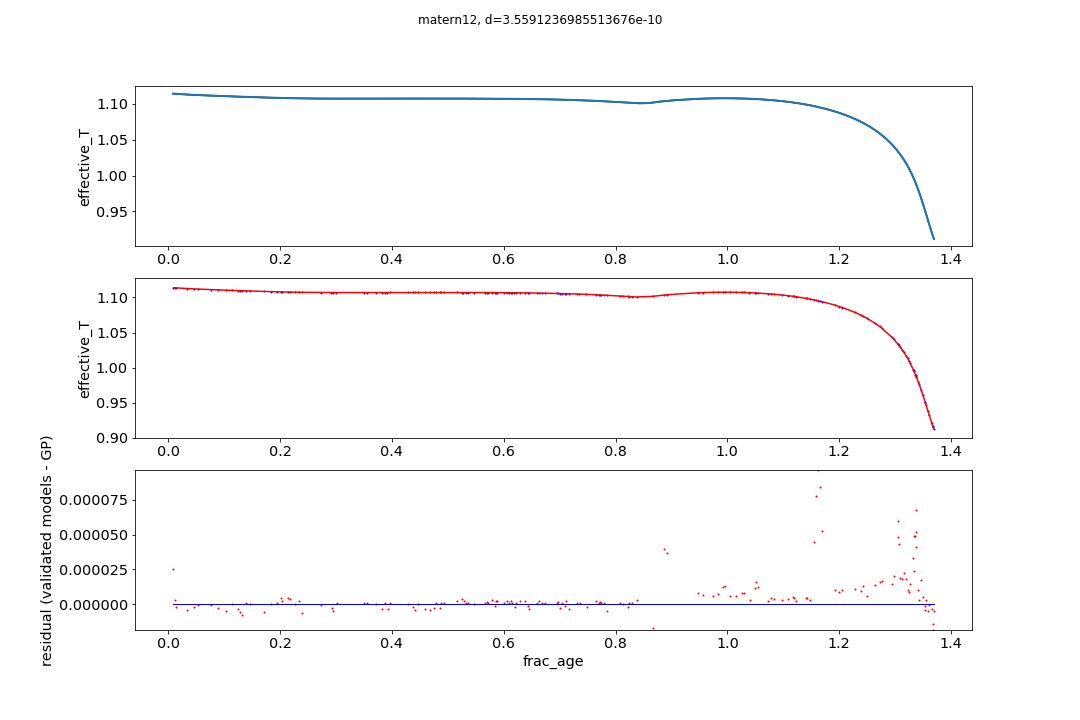 matern12, d=3.5591236985513676e-10
effective_T
1.10
1.05
1.00
0.95
0.0 0.2 0.4 0.6 0.8 1.0 1.2 1.4
effective_T
1.10
1.05
1.00
0.95
0.90
0.0 0.2 0.4 0.6 0.8 1.0 1.2 1.4
residual (validated models - GP)
0.000075
0.000050
0.000025
0.000000
0.0 0.2 0.4 0.6 0.8 1.0 1.2 1.4
frac_age